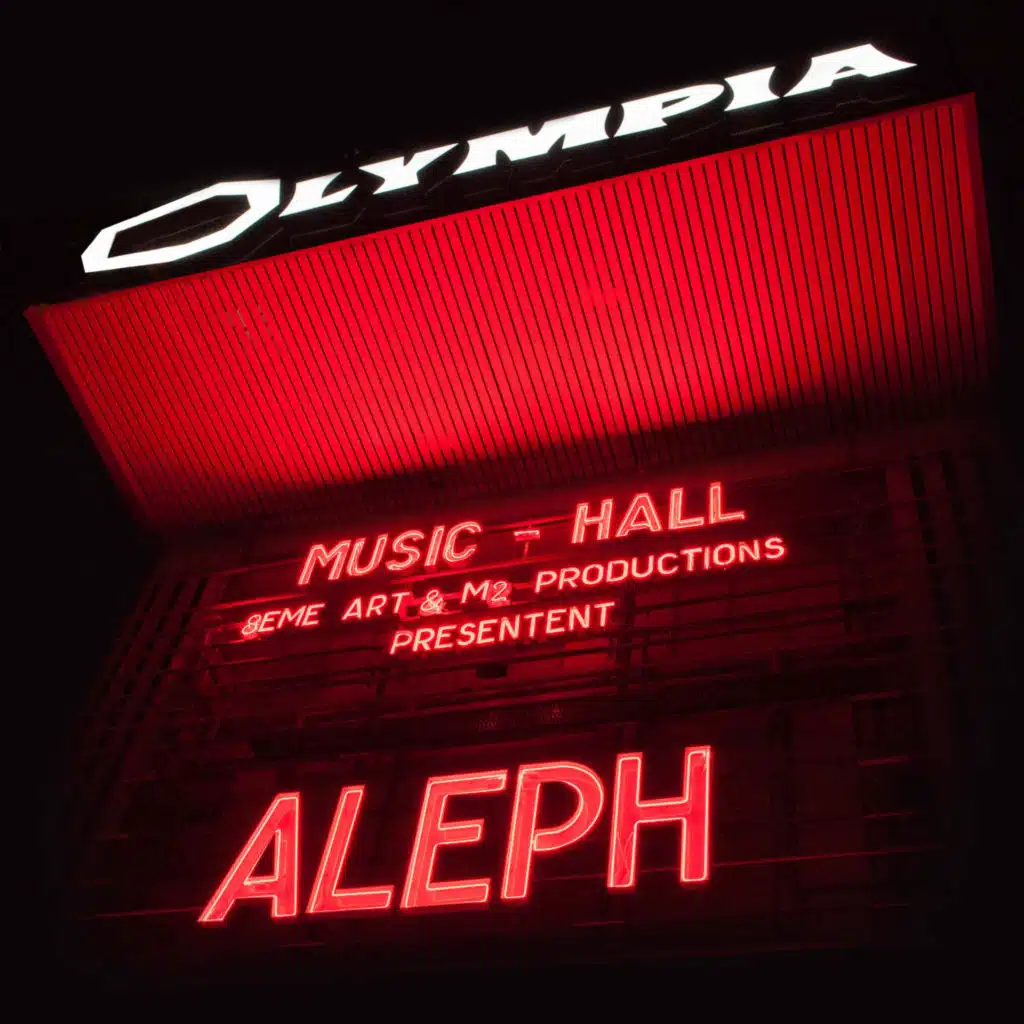 OLYMPIA
MUSIC - HALL
8EME ART & M2 PRODUCTIONS
PRESENTENT
ALEPH